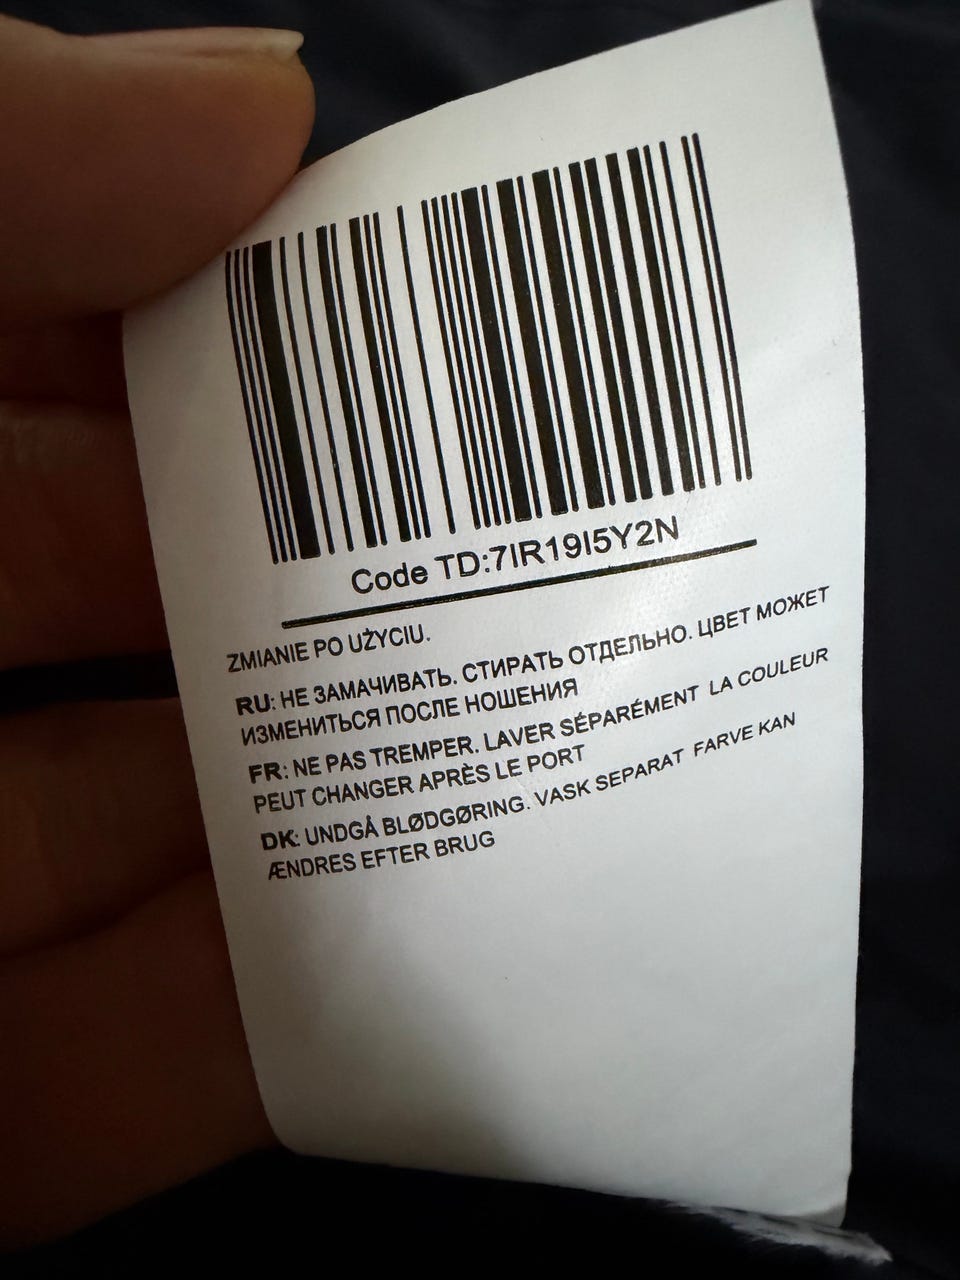 Code TD:7IR19I5Y2N
ZMIANIE PO UŻYCIU.
RU: НЕ ЗАМАЧИВАТЬ. СТИРАТЬ ОТДЕЛЬНО. ЦВЕТ МОЖЕТ
ИЗМЕНИТЬСЯ ПОСЛЕ НОШЕНИЯ
FR: NE PAS TREMPER. LAVER SÉPARÉMENT LA COULEUR
PEUT CHANGER APRÈS LE PORT
DK: UNDGÅ BLØDGØRING. VASK SEPARAT FARVE KAN
ÆNDRES EFTER BRUG